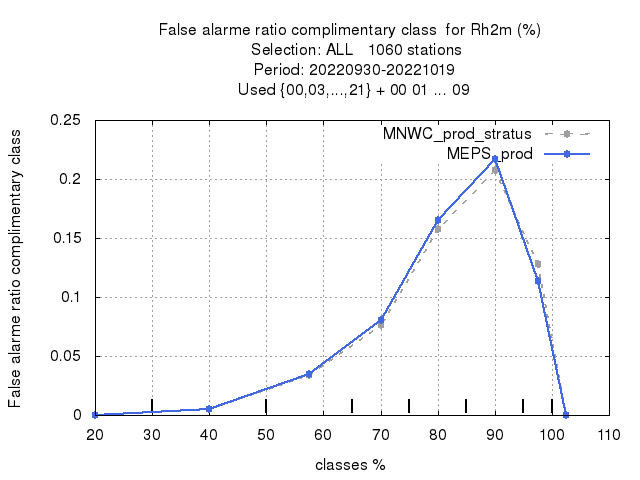 False alarme ratio complimentary class  for Rh2m (%)
Selection: ALL   1060 stations
Period: 20220930-20221019
Used {00,03,...,21} + 00 01 ... 09
MNWC_prod_stratus
MEPS_prod
False alarme ratio complimentary class
0.25
0.2
0.15
0.1
0.05
0
20 30 40 50 60 70 80 90 100 110
classes %